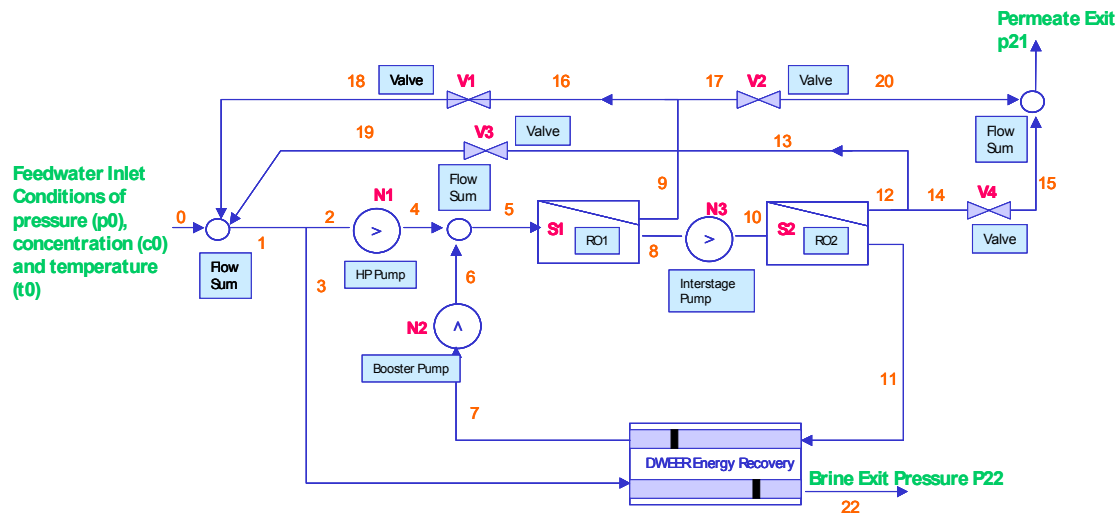 Permeate Exit
p21
18
Valve
V1
16
17
V2
Valve
20
19
V3
Valve
13
Flow
Sum
Flow
Sum
Feedwater Inlet
Conditions of
pressure (p0),
concentration (c0)
and temperature
(t0)
0
1
2
N1
4
5
9
N3
10
12
14
V4
15
S1
RO1
8
S2
RO2
Valve
Flow
Sum
HP Pump
3
6
Interstage
Pump
N2
Booster Pump
7
11
DWEER Energy Recovery
Brine Exit Pressure P22
22
>
>
>